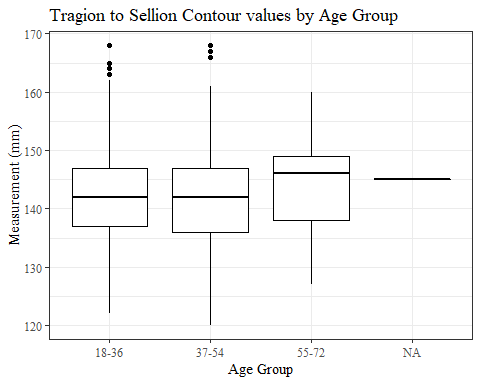 Tragion to Sellion Contour values by Age Group
170
160
150
140
130
120
Measurement (mm)
18-36 37-54 55-72 NA
Age Group